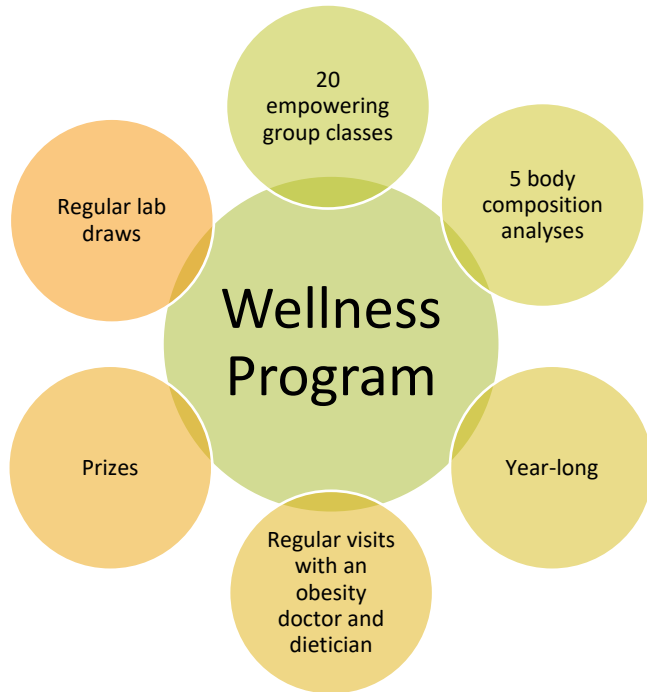 20
empowering
group classes
5 body
composition
analyses
Year-long
Regular visits
with an
obesity
doctor and
dietician
Prizes
Regular lab
draws
Wellness
Program